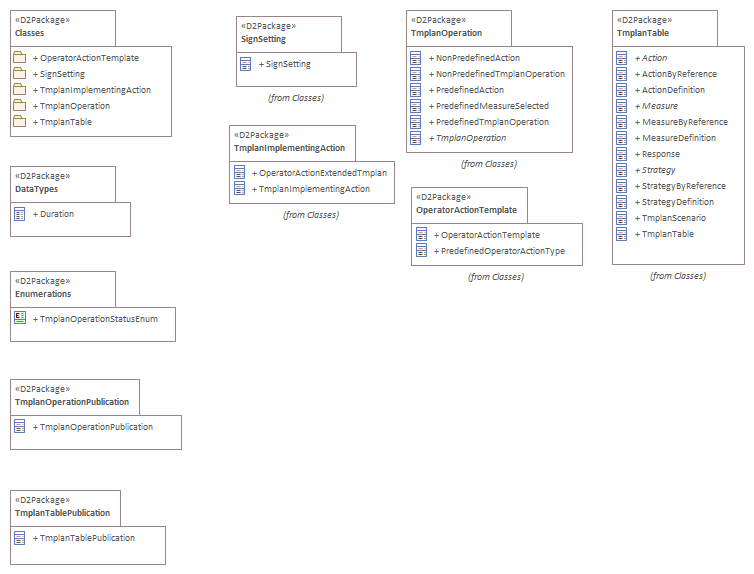 «D2Package»
Classes
+ OperatorActionTemplate
+ SignSetting
+ TmplanImplementingAction
+ TmplanOperation
+ TmplanTable
«D2Package»
DataTypes
+ Duration
«D2Package»
Enumerations
+ TmplanOperationStatusEnum
«D2Package»
TmplanOperationPublication
+ TmplanOperationPublication
«D2Package»
TmplanTablePublication
+ TmplanTablePublication
«D2Package»
SignSetting
+ SignSetting
(from Classes)
«D2Package»
TmplanImplementingAction
+ OperatorActionExtendedTmplan
+ TmplanImplementingAction
(from Classes)
«D2Package»
TmplanOperation
+ NonPredefinedAction
+ NonPredefinedTmplanOperation
+ PredefinedAction
+ PredefinedMeasureSelected
+ PredefinedTmplanOperation
+ TmplanOperation
(from Classes)
«D2Package»
OperatorActionTemplate
+ OperatorActionTemplate
+ PredefinedOperatorActionType
(from Classes)
«D2Package»
TmplanTable
+ Action
+ ActionByReference
+ ActionDefinition
+ Measure
+ MeasureByReference
+ MeasureDefinition
+ Response
+ Strategy
+ StrategyByReference
+ StrategyDefinition
+ TmplanScenario
+ TmplanTable
(from Classes)